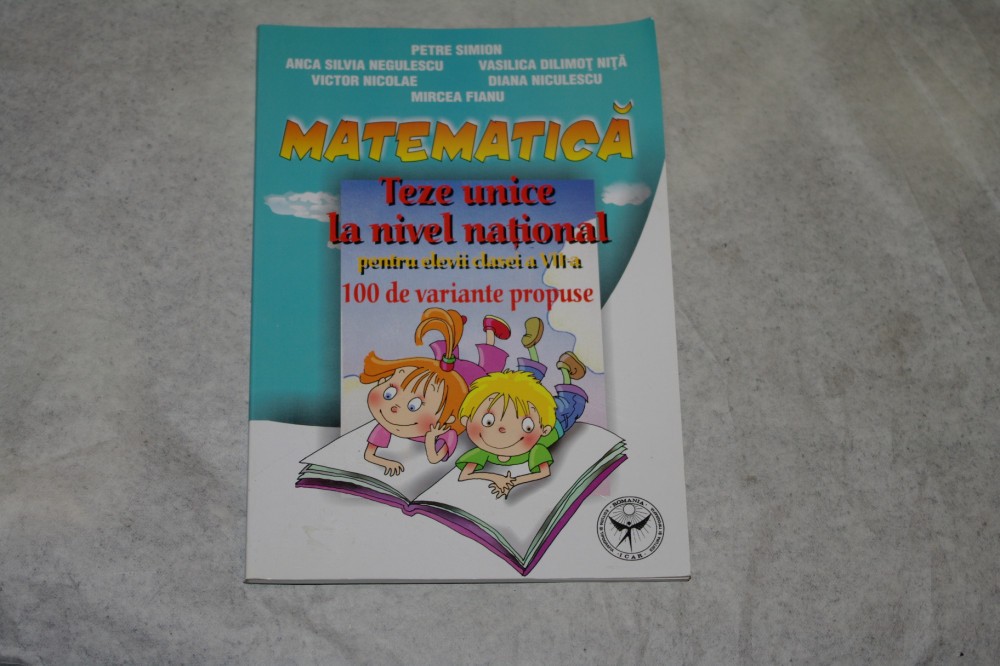 PETRE SIMION
ANCA SILVIA NEGULESCU VASILICA DILIMOȚ NIȚĂ
VICTOR NICOLAE DIANA NICULESCU
MIRCEA FIANU
MATEMATICĂ
Teze unice
la nivel național
pentru elevii clasei a VII-a
100 de variante propuse
ROMANIA
I.C.A.R.